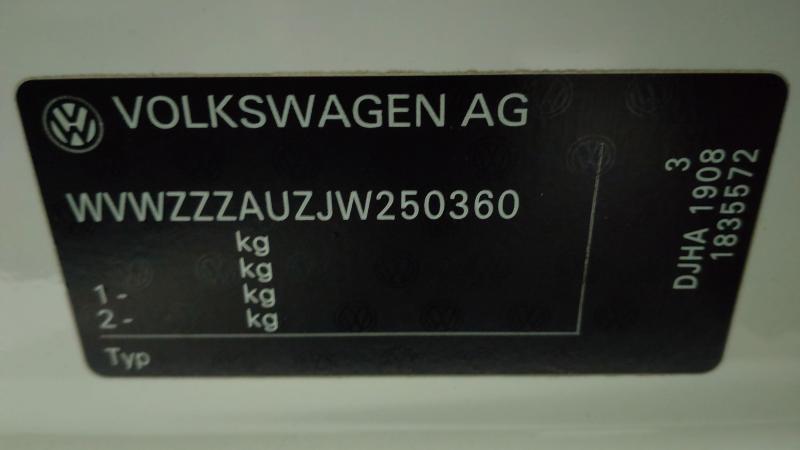 VOLKSWAGEN AG
WVWZZZAUZJW250360
kg
kg
1- kg
2- kg
Typ
3
DJHA 1908
1835572